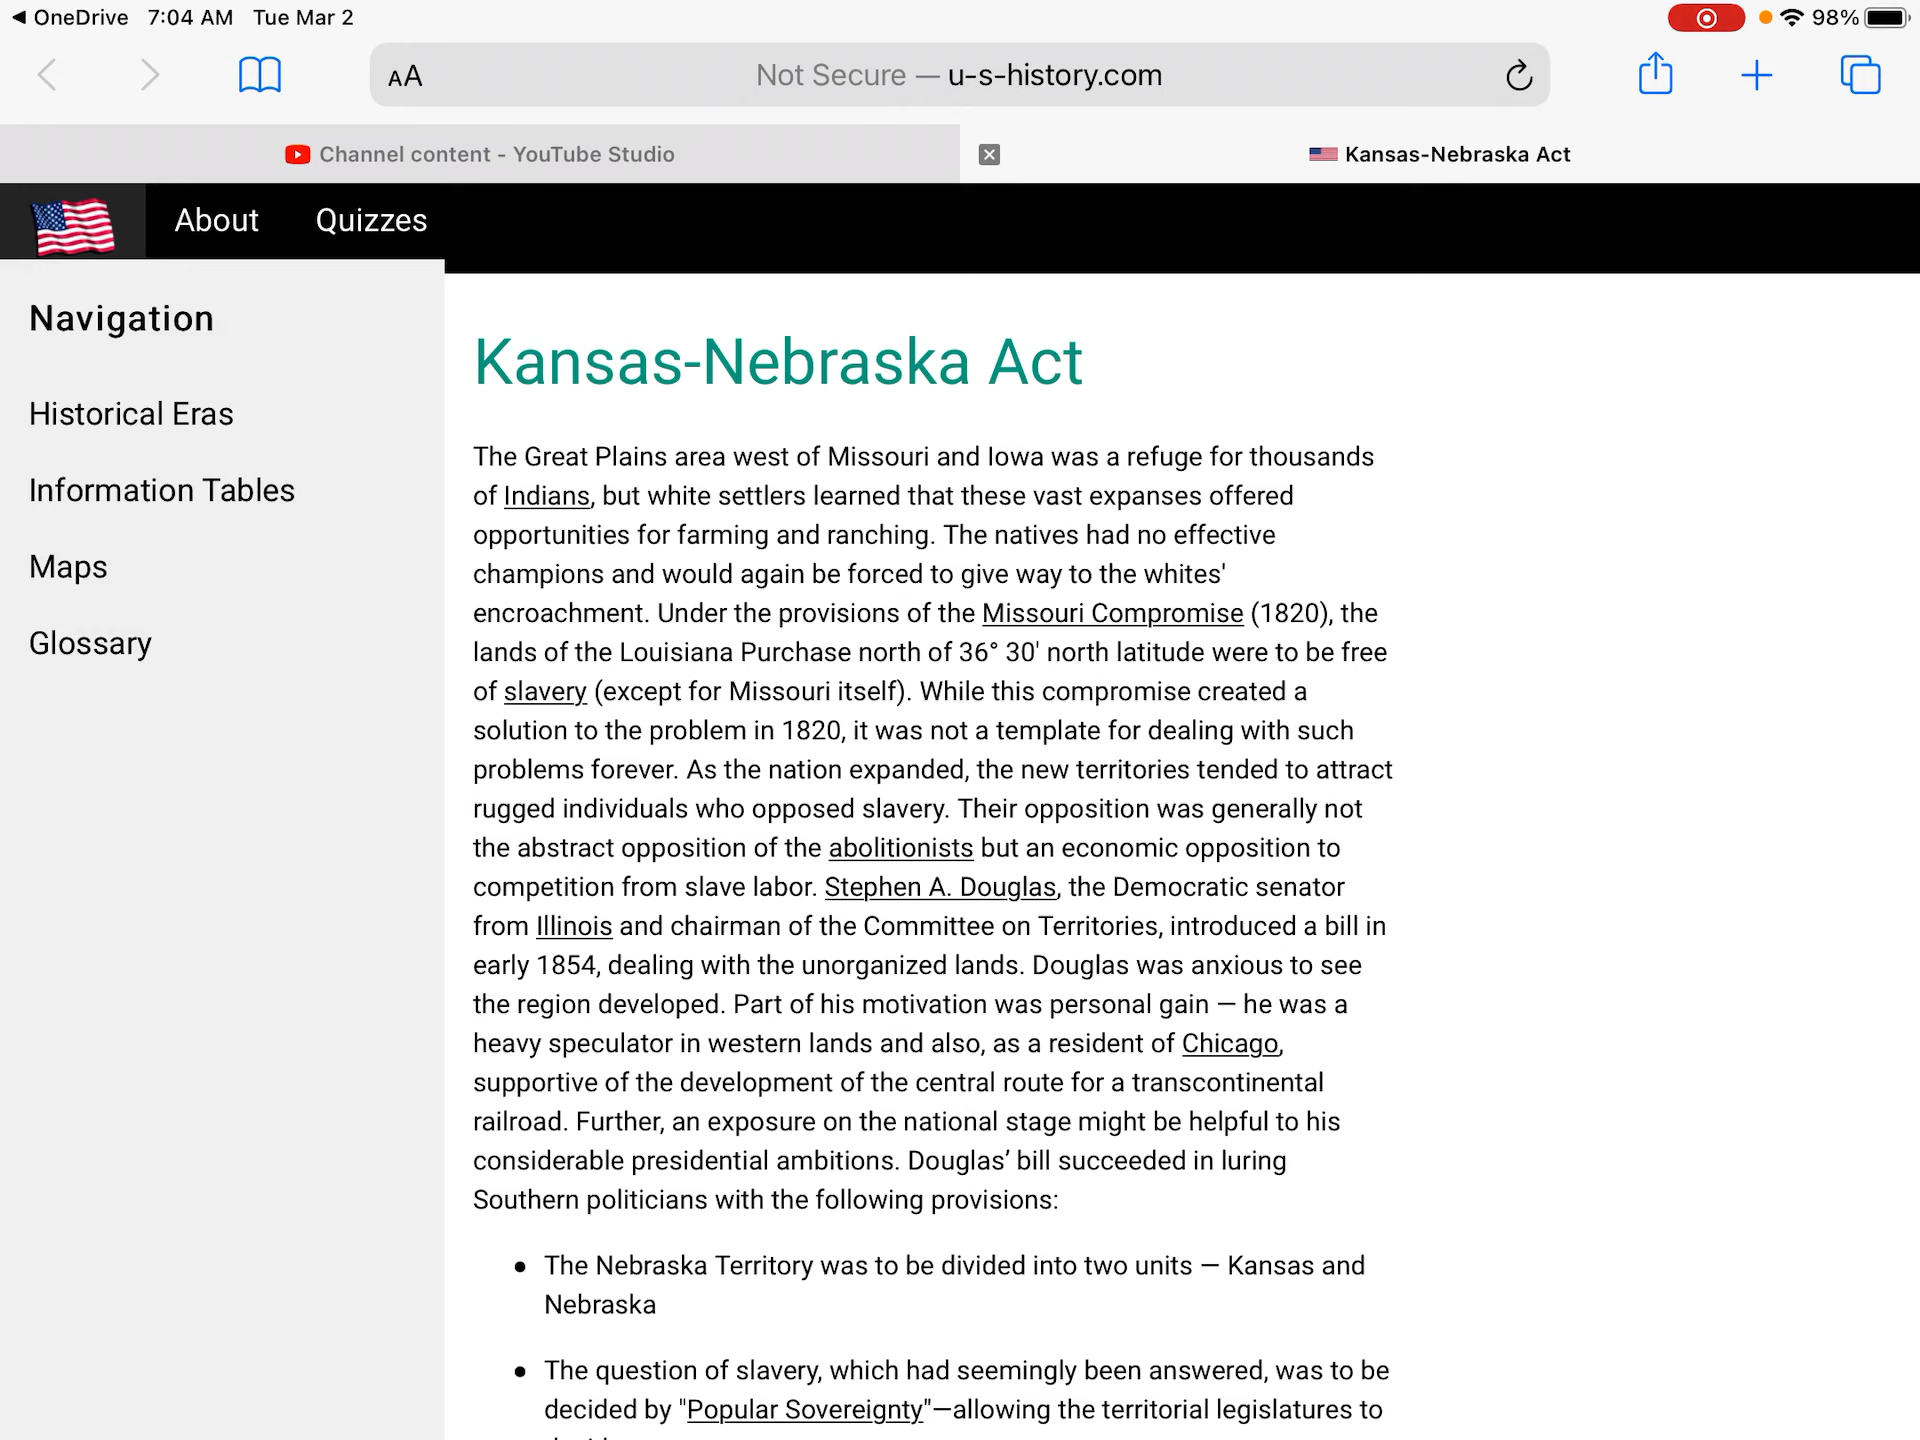 ◀ OneDrive 7:04 AM Tue Mar 2 98%
AA Not Secure — u-s-history.com
Channel content - YouTube Studio
Kansas-Nebraska Act
About Quizzes
Navigation
Historical Eras
Information Tables
Maps
Glossary
Kansas-Nebraska Act
The Great Plains area west of Missouri and Iowa was a refuge for thousands
of Indians, but white settlers learned that these vast expanses offered
opportunities for farming and ranching. The natives had no effective
champions and would again be forced to give way to the whites'
encroachment. Under the provisions of the Missouri Compromise (1820), the
lands of the Louisiana Purchase north of 36° 30' north latitude were to be free
of slavery (except for Missouri itself). While this compromise created a
solution to the problem in 1820, it was not a template for dealing with such
problems forever. As the nation expanded, the new territories tended to attract
rugged individuals who opposed slavery. Their opposition was generally not
the abstract opposition of the abolitionists but an economic opposition to
competition from slave labor. Stephen A. Douglas, the Democratic senator
from Illinois and chairman of the Committee on Territories, introduced a bill in
early 1854, dealing with the unorganized lands. Douglas was anxious to see
the region developed. Part of his motivation was personal gain — he was a
heavy speculator in western lands and also, as a resident of Chicago,
supportive of the development of the central route for a transcontinental
railroad. Further, an exposure on the national stage might be helpful to his
considerable presidential ambitions. Douglas’ bill succeeded in luring
Southern politicians with the following provisions:
• The Nebraska Territory was to be divided into two units — Kansas and
Nebraska
• The question of slavery, which had seemingly been answered, was to be
decided by "Popular Sovereignty"—allowing the territorial legislatures to